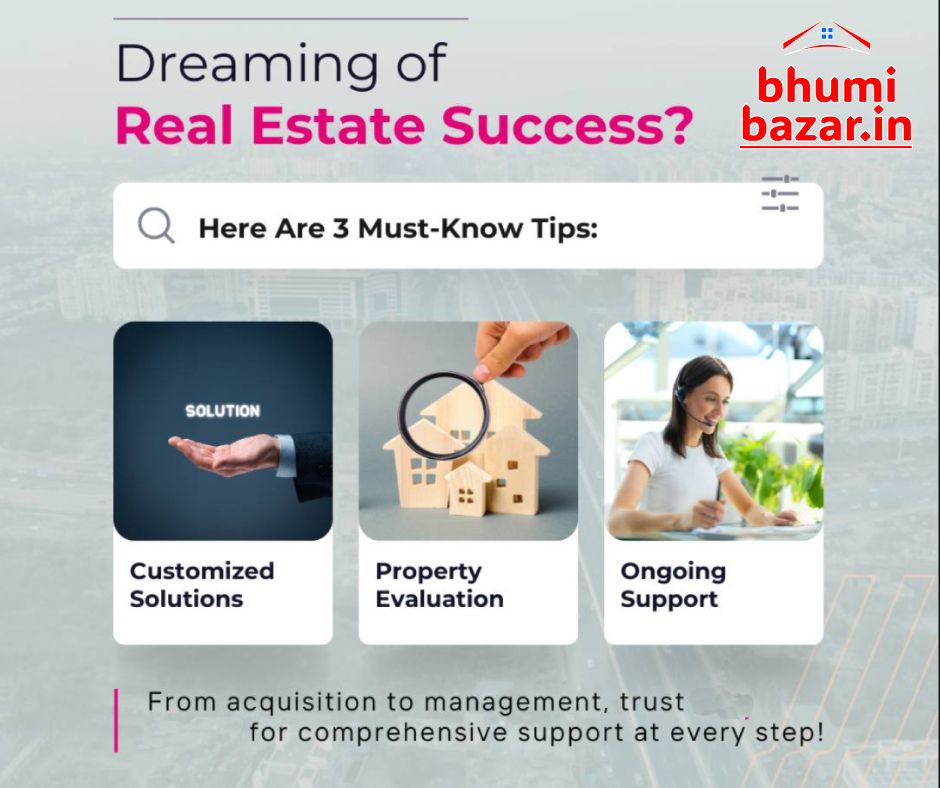 Dreaming of
Real Estate Success?
bhumi
bazar.in
Here Are 3 Must-Know Tips:
SOLUTION
Customized
Solutions
Property
Evaluation
Ongoing
Support
From acquisition to management, trust
for comprehensive support at every step!